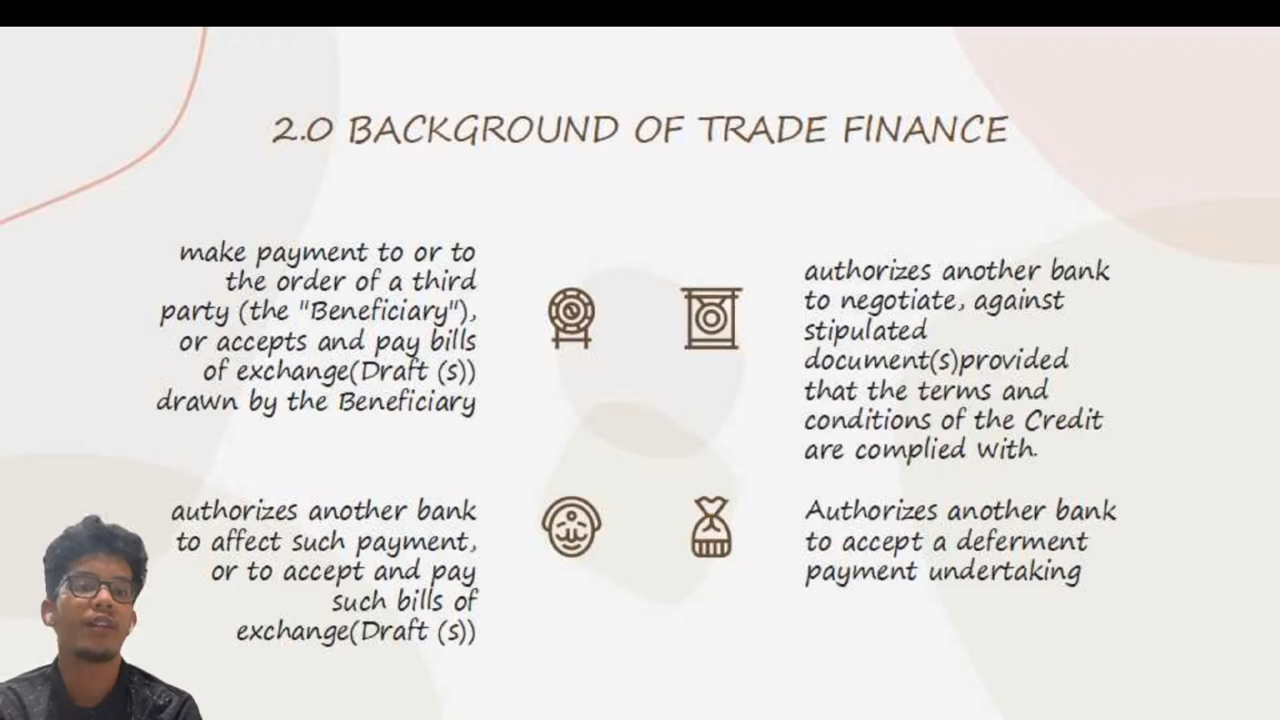 2.0 BACKGROUND OF TRADE FINANCE
make payment to or to
the order of a third
party (the "Beneficiary"),
or accepts and pay bills
of exchange(Draft (s))
drawn by the Beneficiary
authorizes another bank
to negotiate, against
stipulated
document(s)provided
that the terms and
conditions of the Credit
are complied with.
authorizes another bank
to affect such payment,
or to accept and pay
such bills of
exchange(Draft (s))
Authorizes another bank
to accept a deferment
payment undertaking